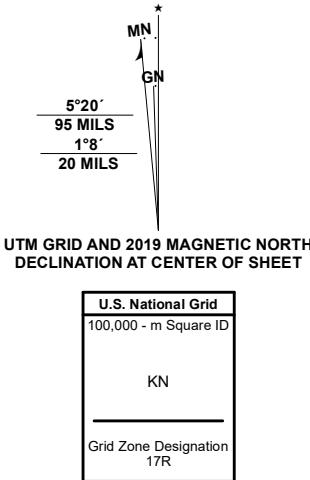 ★
MN
GN
5°20´
95 MILS
1°8´
20 MILS
UTM GRID AND 2019 MAGNETIC NORTH
DECLINATION AT CENTER OF SHEET
U.S. National Grid
100,000 - m Square ID
KN
Grid Zone Designation
17R